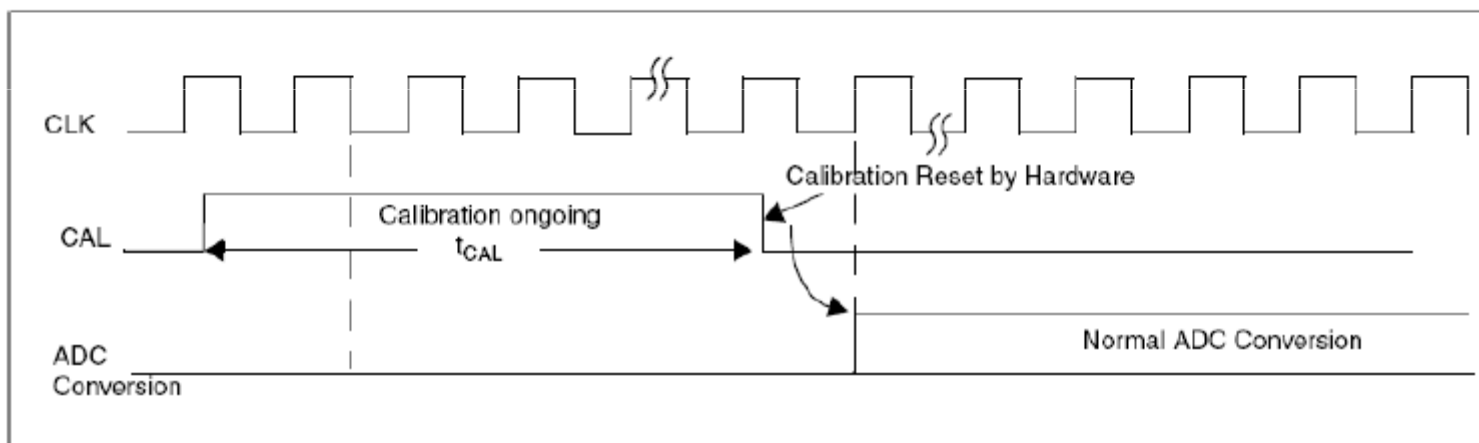 CLK
Calibration Reset by Hardware
Calibration ongoing
CAL
tCAL
Normal ADC Conversion
ADC
Conversion